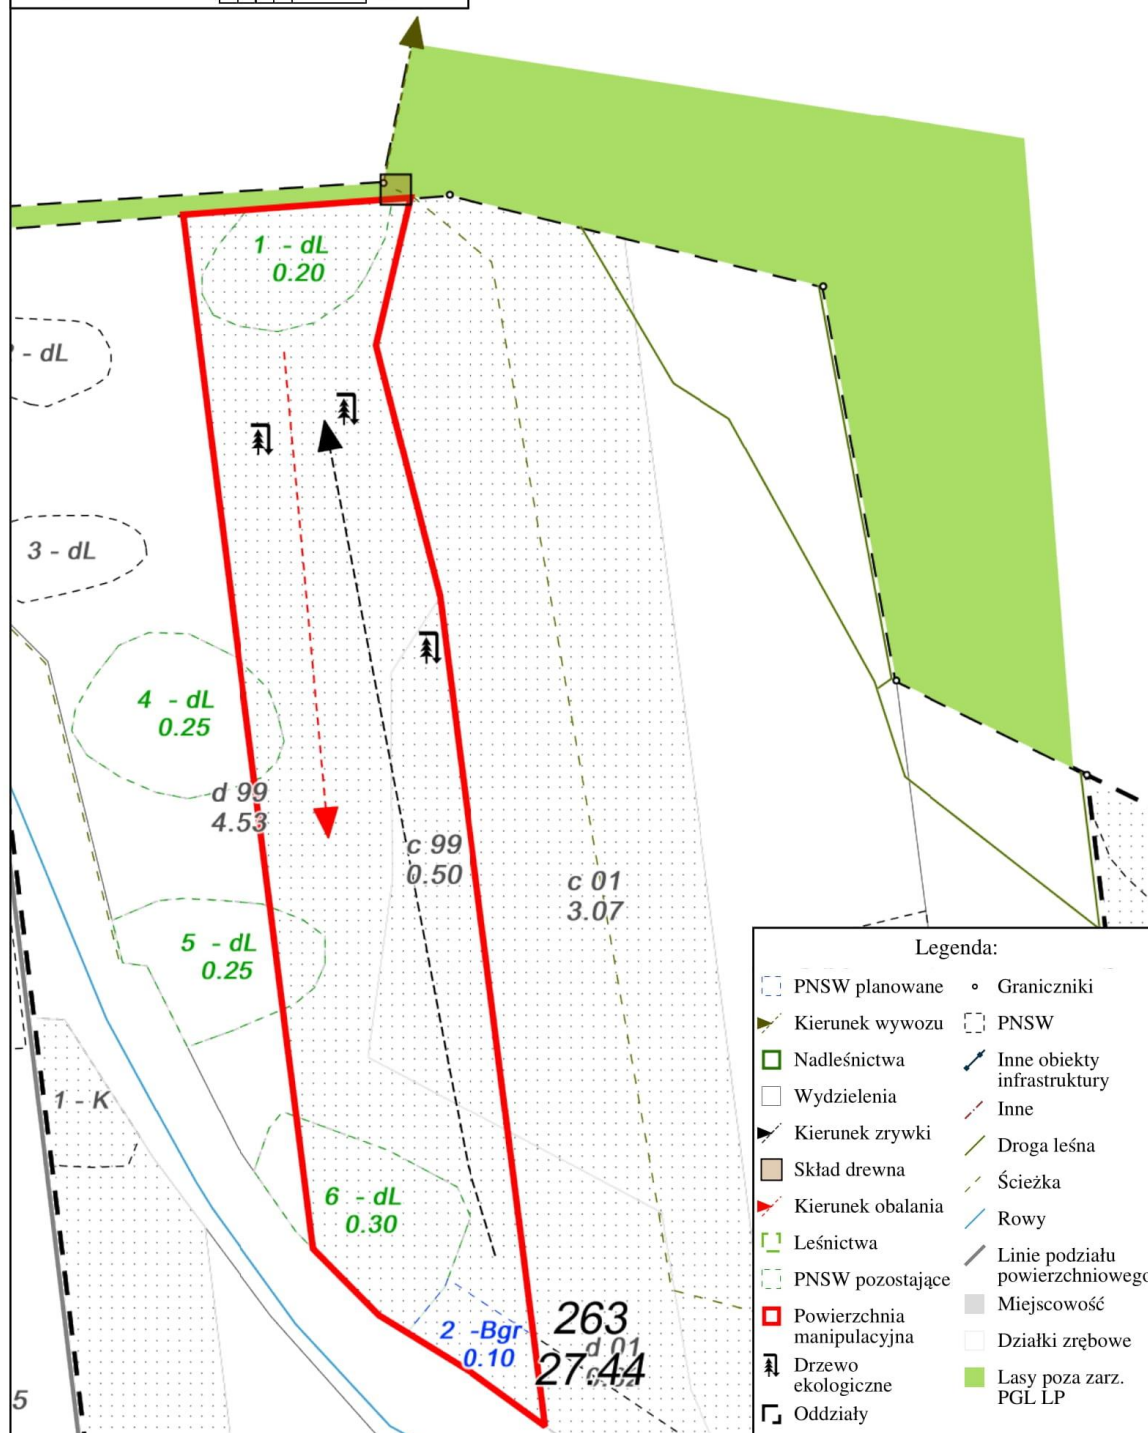 1 - dL
0.20
- dL
3 - dL
4 - dL
0.25
d 99
4.53
c 99
0.50
c 01
3.07
5 - dL
0.25
1 - K
6 - dL
0.30
2 -Bgr
0.10
263
27.44
d 01
5
Legenda:
PNSW planowane
Kierunek wywozu
Nadleśnictwa
Wydzielenia
Kierunek zrywki
Skład drewna
Kierunek obalania
Leśnictwa
PNSW pozostające
Powierzchnia
manipulacyjna
Drzewo
ekologiczne
Oddziały
Graniczniki
PNSW
Inne obiekty
infrastruktury
Inne
Droga leśna
Ścieżka
Rowy
Linie podziału
powierzchniowego
Miejscowość
Działki zrębowe
Lasy poza zarz.
PGL LP